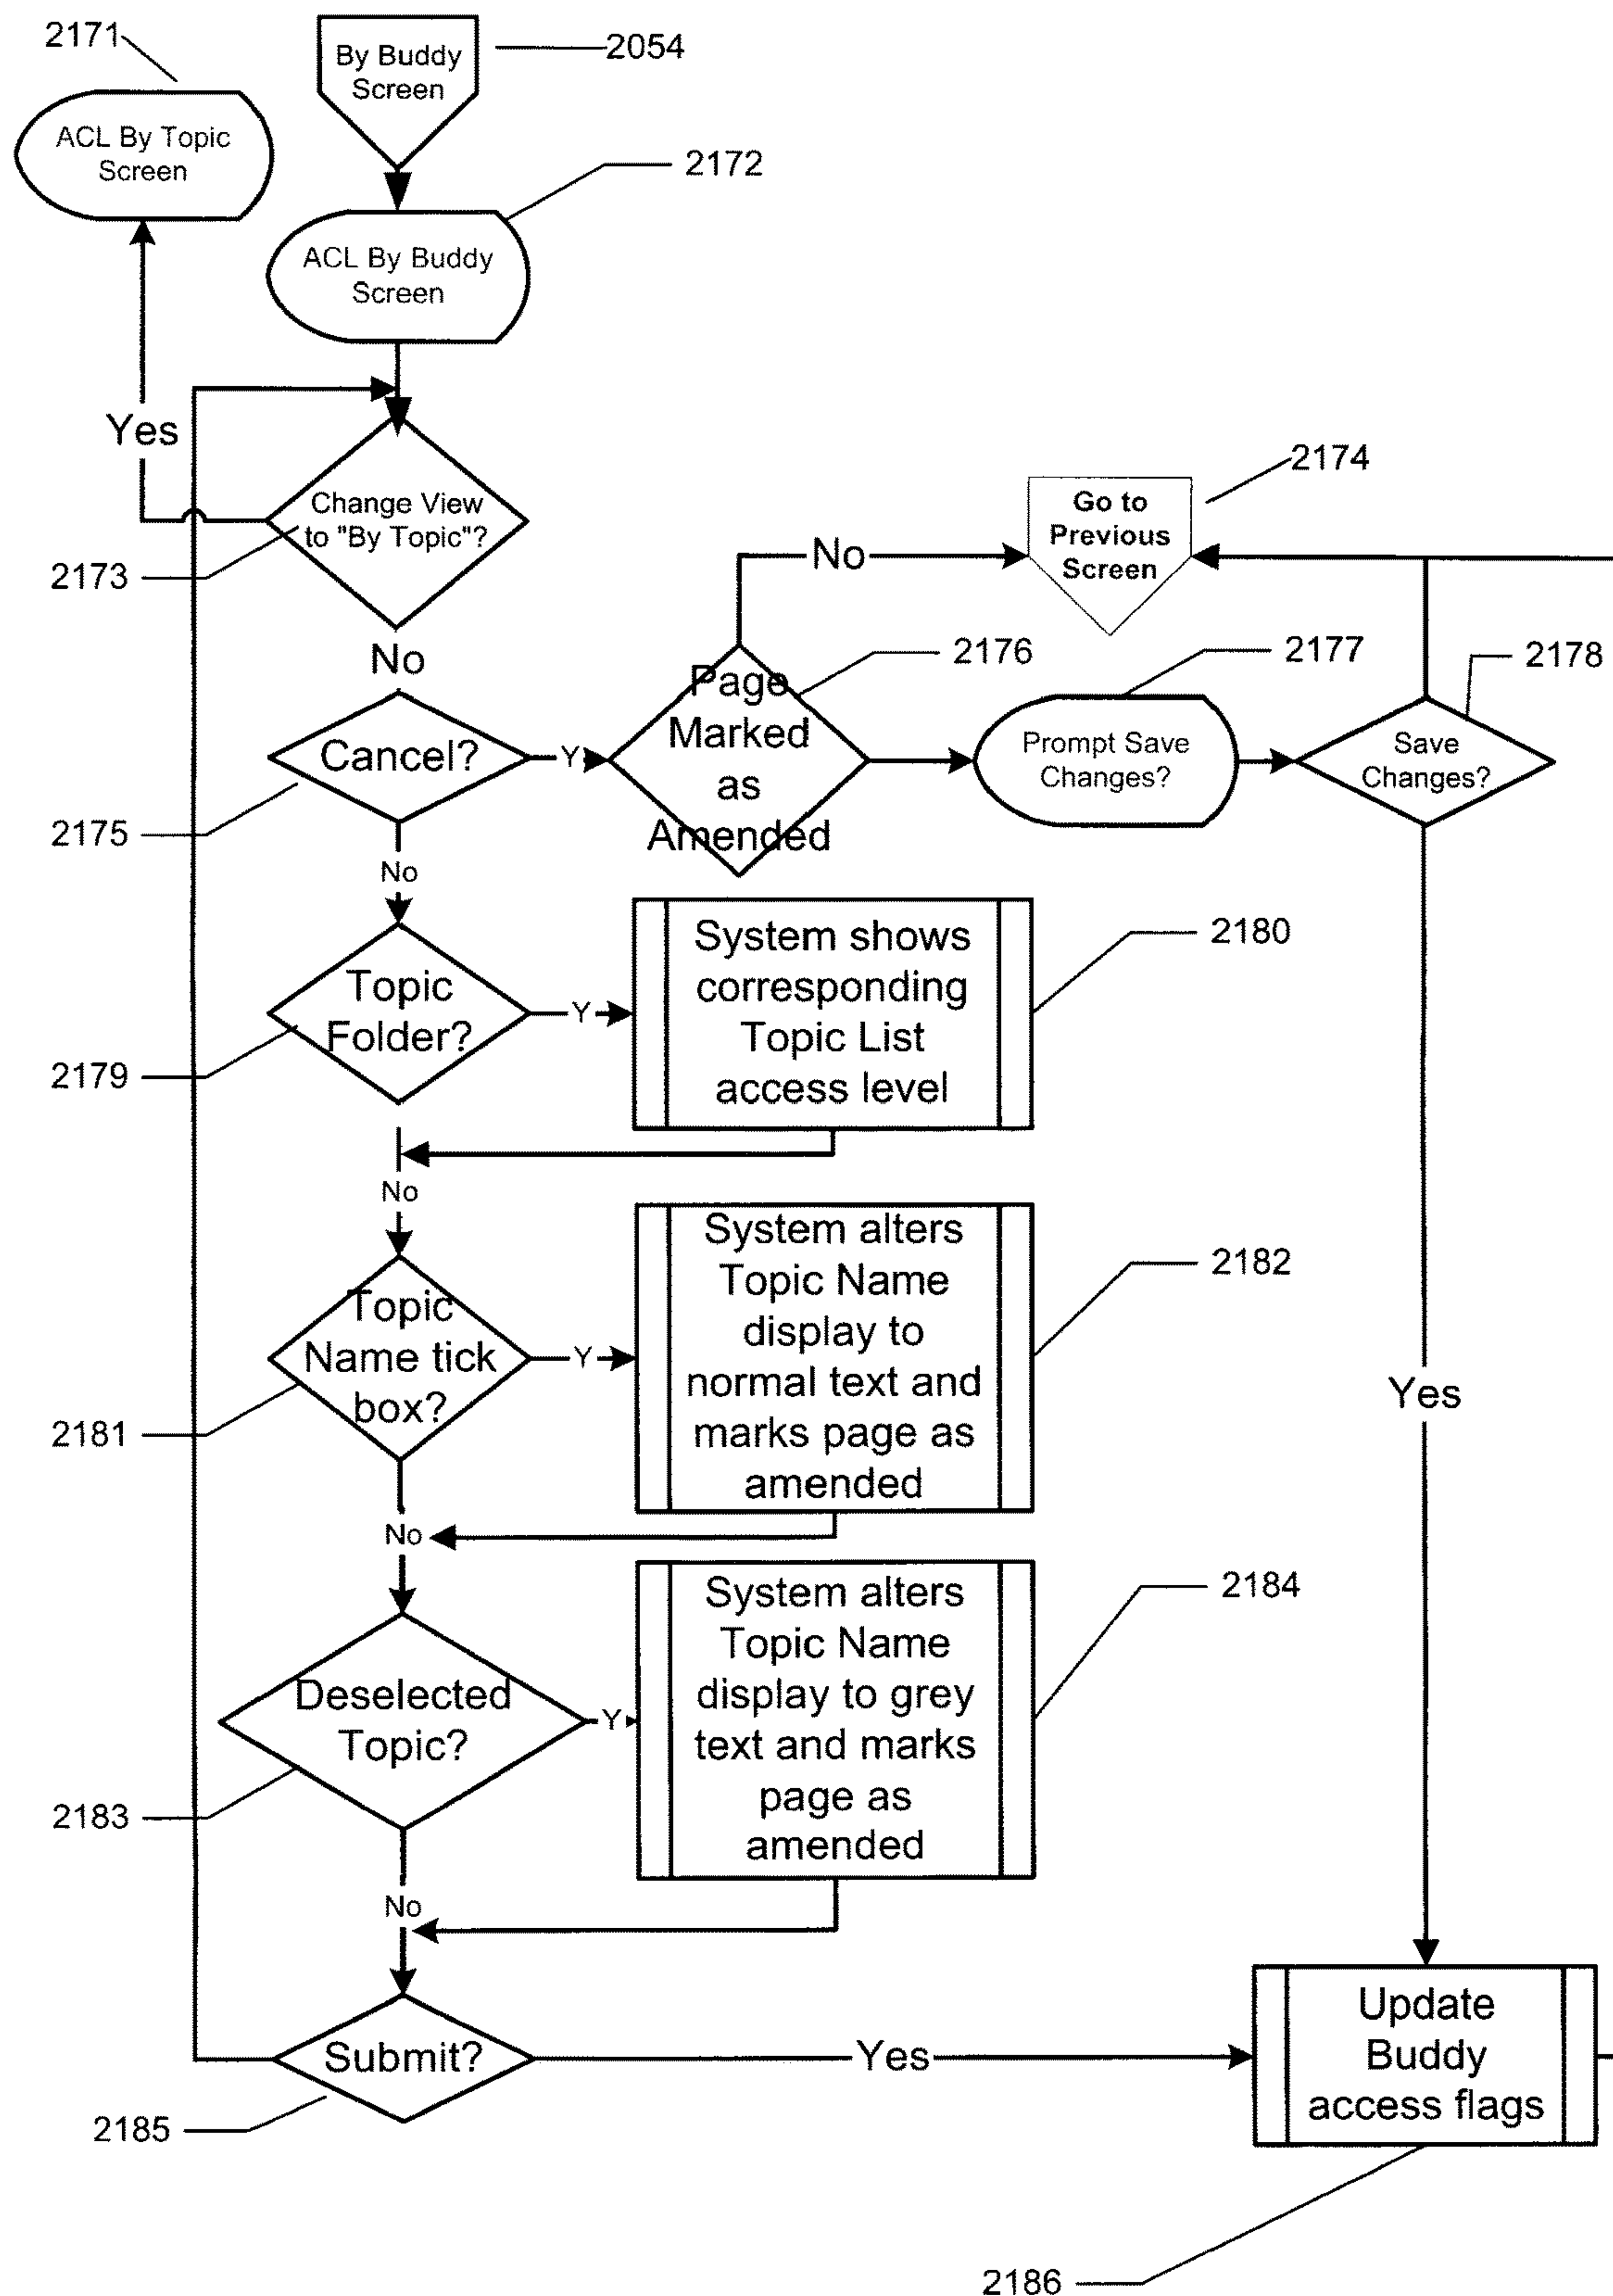 2171
By Buddy
Screen
2054
ACL By Topic
Screen
2172
ACL By Buddy
Screen
Yes
Change View
to "By Topic"?
2173
2174
Go to
Previous
Screen
No
No
2176
2177
2178
Page
Marked
as
Amended
Cancel?
Y
Prompt Save
Changes?
Save
Changes?
2175
No
2180
System shows
corresponding
Topic List
access level
Topic
Folder?
Y
2179
No
2182
System alters
Topic Name
display to
normal text and
marks page as
amended
Topic
Name tick
box?
Y
2181
Yes
No
2184
System alters
Topic Name
display to grey
text and marks
page as
amended
Deselected
Topic?
Y
2183
No
Submit?
Yes
Update
Buddy
access flags
2185
2186